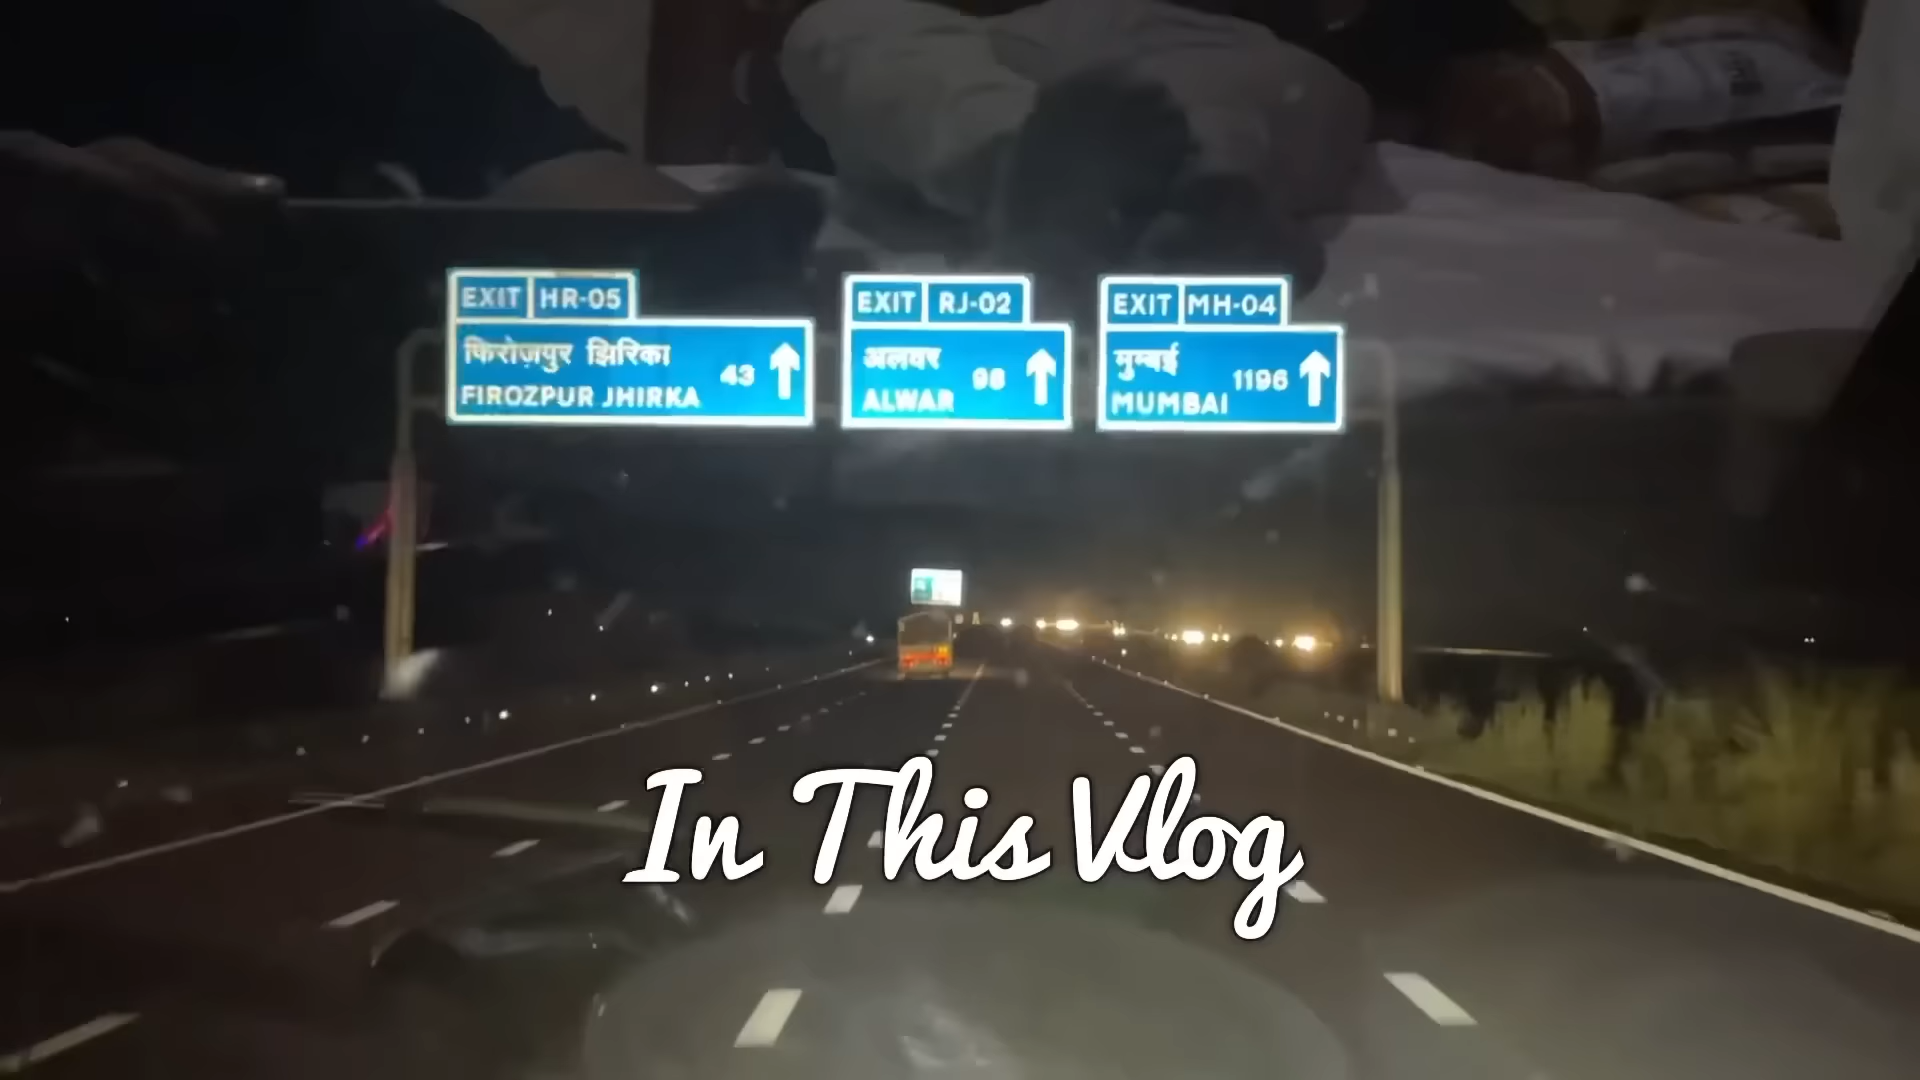 EXIT HR-05
फिरोज़पुर झिरिका
FIROZPUR JHIRKA 43
EXIT RJ-02
अलवर
ALWAR 98
EXIT MH-04
मुम्बई
MUMBAI 1196
In This Vlog